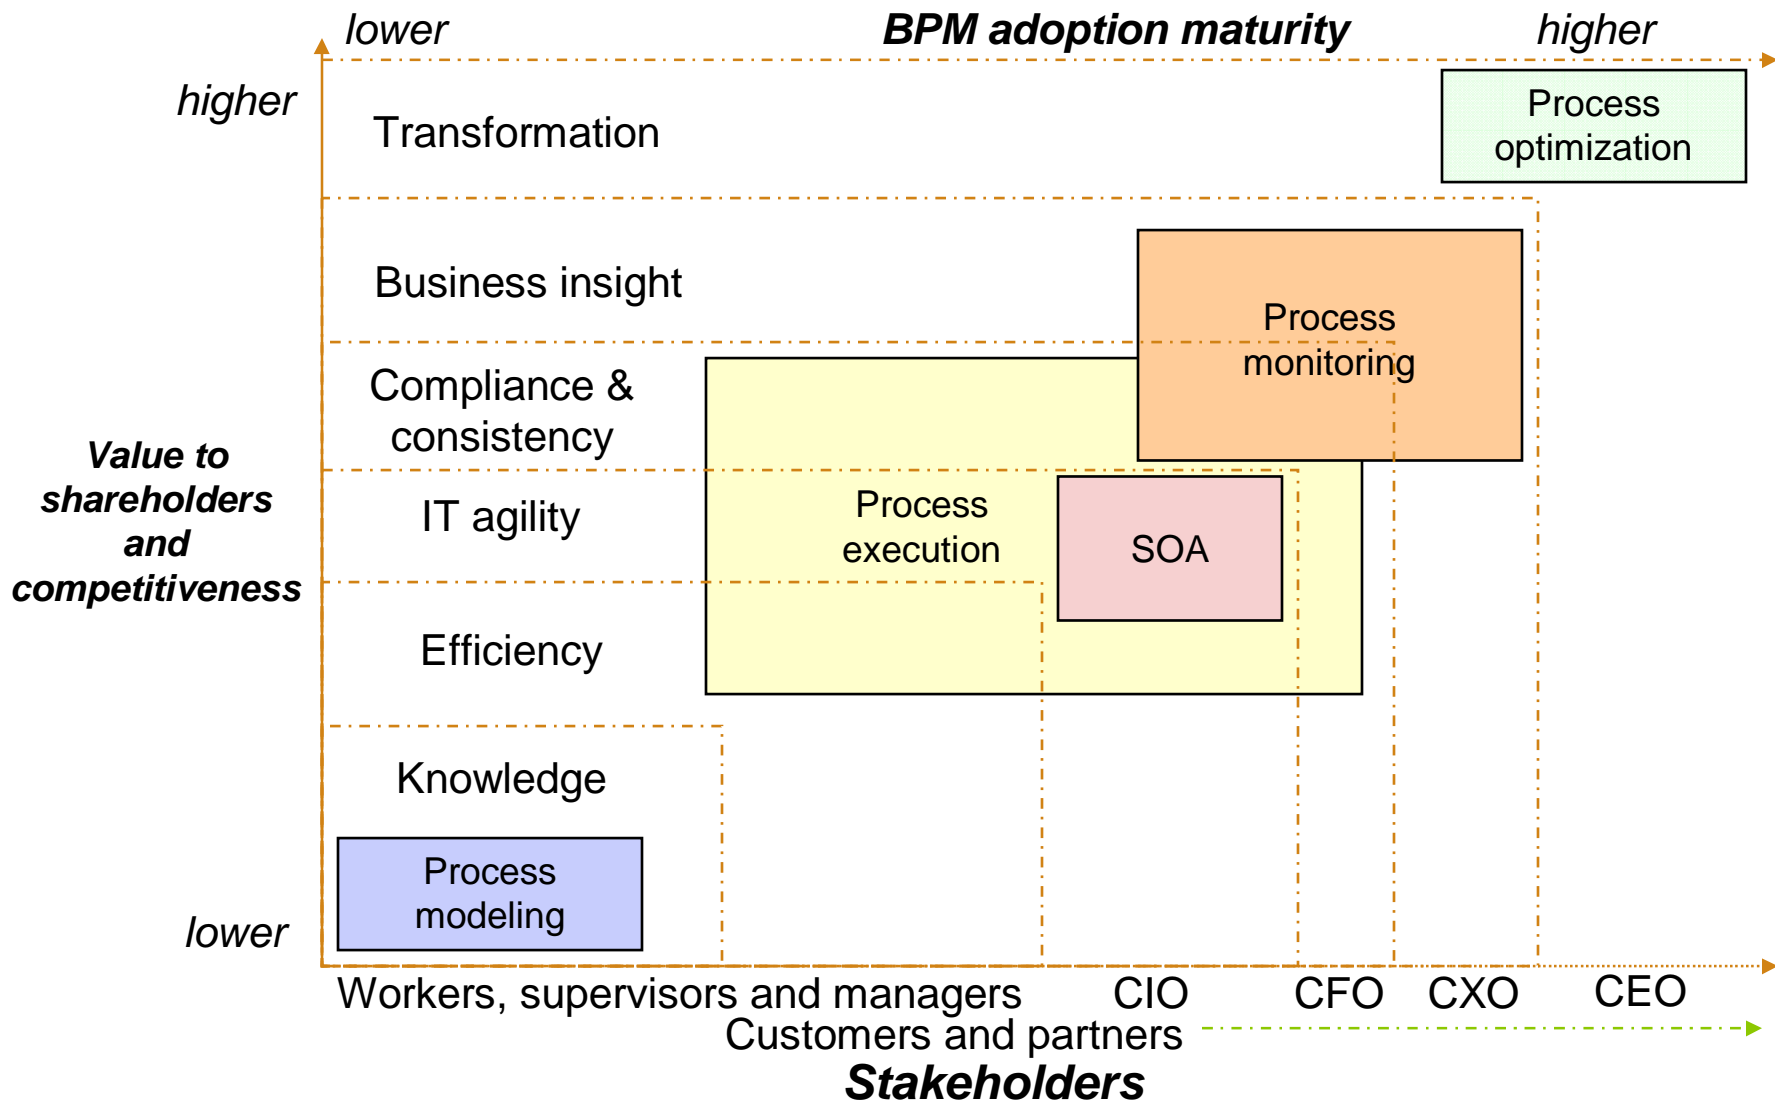 lower
BPM adoption maturity
higher
higher
Transformation
Process
optimization
Business insight
Process
monitoring
Compliance &
consistency
Value to
shareholders
and
competitiveness
IT agility
Process
execution
SOA
Efficiency
Knowledge
Process
modeling
lower
Workers, supervisors and managers
CIO
CFO
CXO
CEO
Customers and partners
Stakeholders